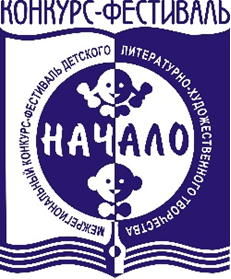 КОНКУРС-ФЕСТИВАЛЬ
МЕЖРЕГИОНАЛЬНЫЙ КОНКУРС-ФЕСТИВАЛЬ ДЕТСКОГО
ЛИТЕРАТУРНО-ХУДОЖЕСТВЕННОГО ТВОРЧЕСТВА
НАЧАЛО